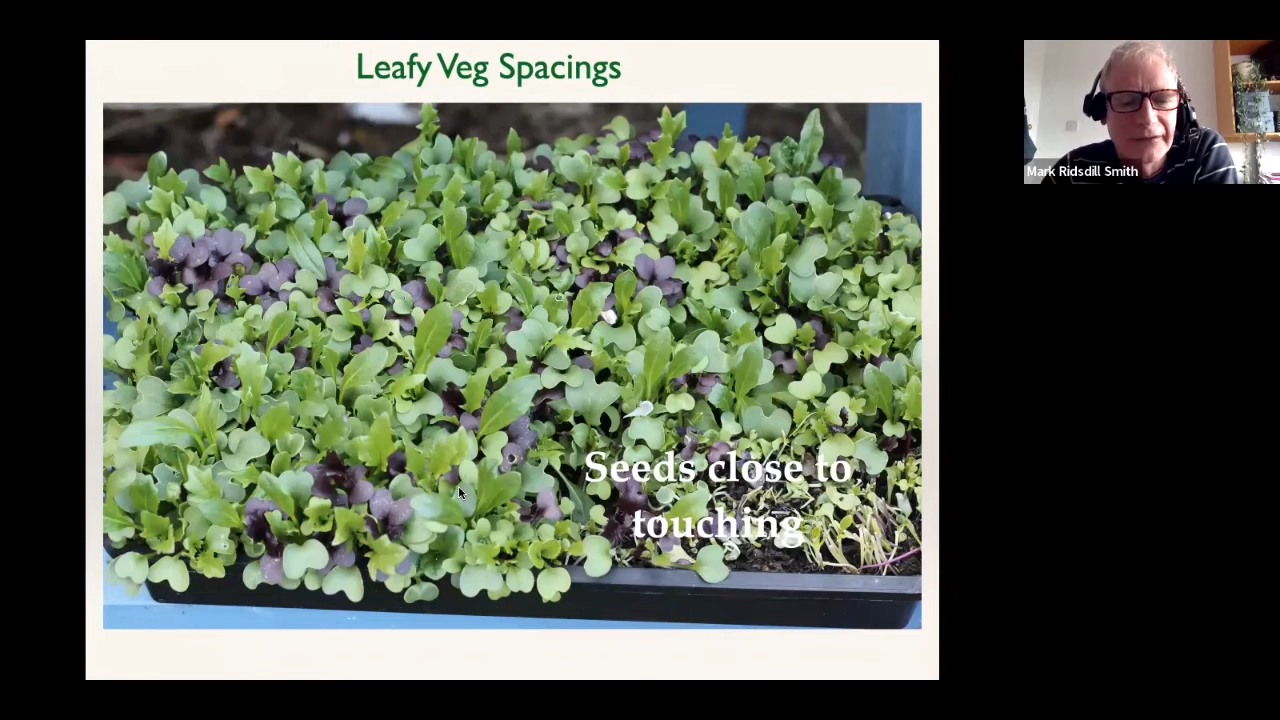 Leafy Veg Spacings
Mark Ridsdill Smith
Seeds close to
touching